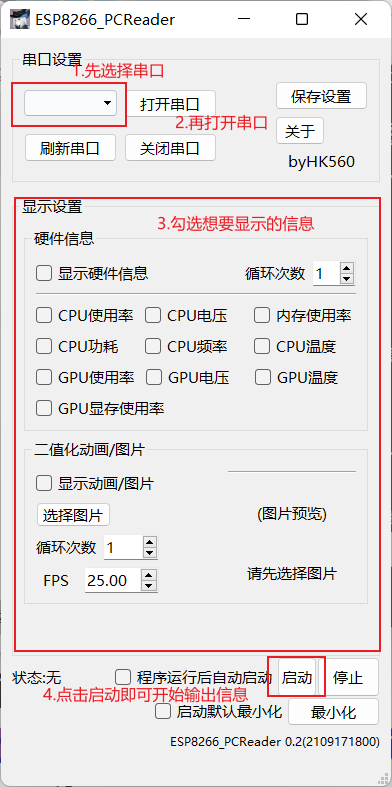 ESP8266_PCReader
串口设置
1.先选择串口
打开串口
保存设置
2.再打开串口
关于
刷新串口
关闭串口
byHK560
显示设置
3.勾选想要显示的信息
硬件信息
显示硬件信息
循环次数
1
CPU使用率
CPU电压
内存使用率
CPU功耗
CPU频率
CPU温度
GPU使用率
GPU电压
GPU温度
GPU显存使用率
二值化动画/图片
显示动画/图片
选择图片
(图片预览)
循环次数
1
FPS
25.00
请先选择图片
状态:无
程序运行后自动启动
启动
停止
4.点击启动即可开始输出信息
启动默认最小化
最小化
ESP8266_PCReader 0.2(2109171800)